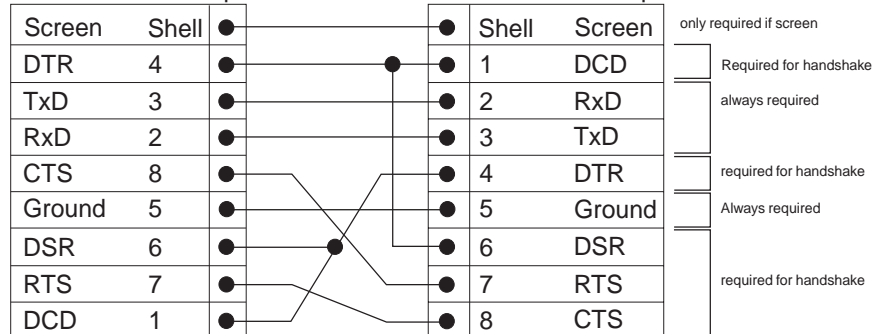 Screen Shell Shell Screen only required if screen
DTR 4 1 DCD Required for handshake
TxD 3 2 RxD always required
RxD 2 3 TxD
CTS 8 4 DTR required for handshake
Ground 5 5 Ground Always required
DSR 6 6 DSR
RTS 7 7 RTS required for handshake
DCD 1 8 CTS